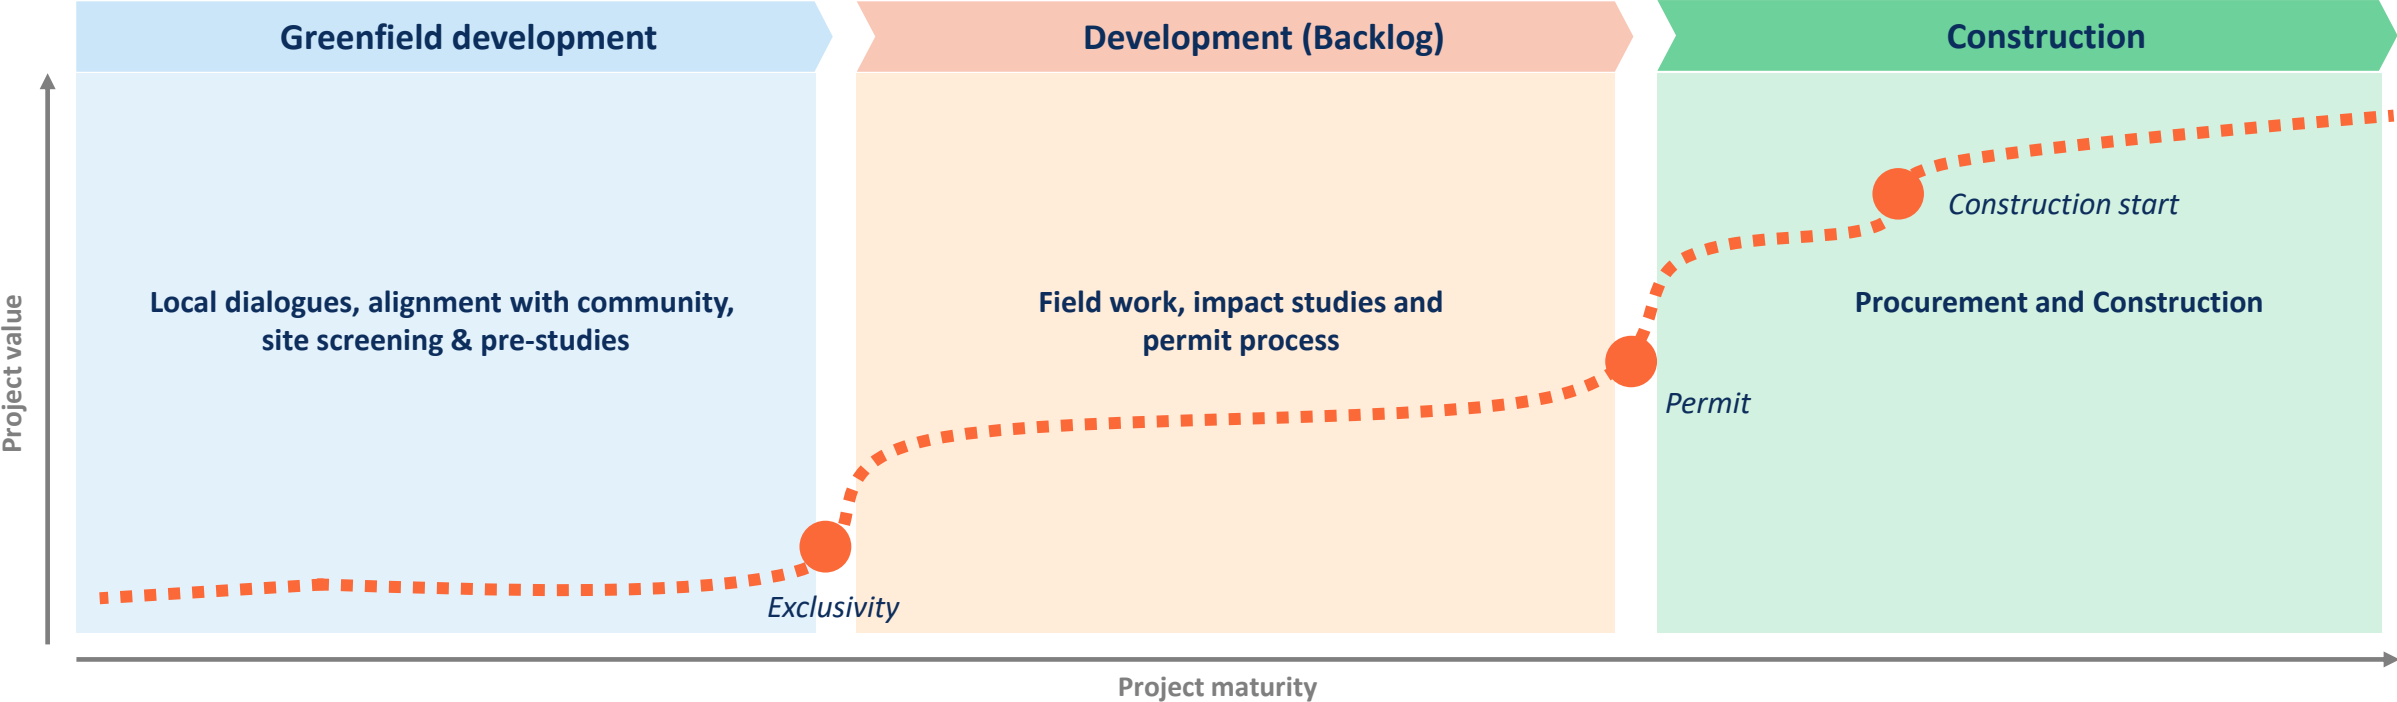 Greenfield development
Development (Backlog)
Construction
Project value
Local dialogues, alignment with community,
site screening & pre-studies
Exclusivity
Field work, impact studies and
permit process
Permit
Construction start
Procurement and Construction
Project maturity